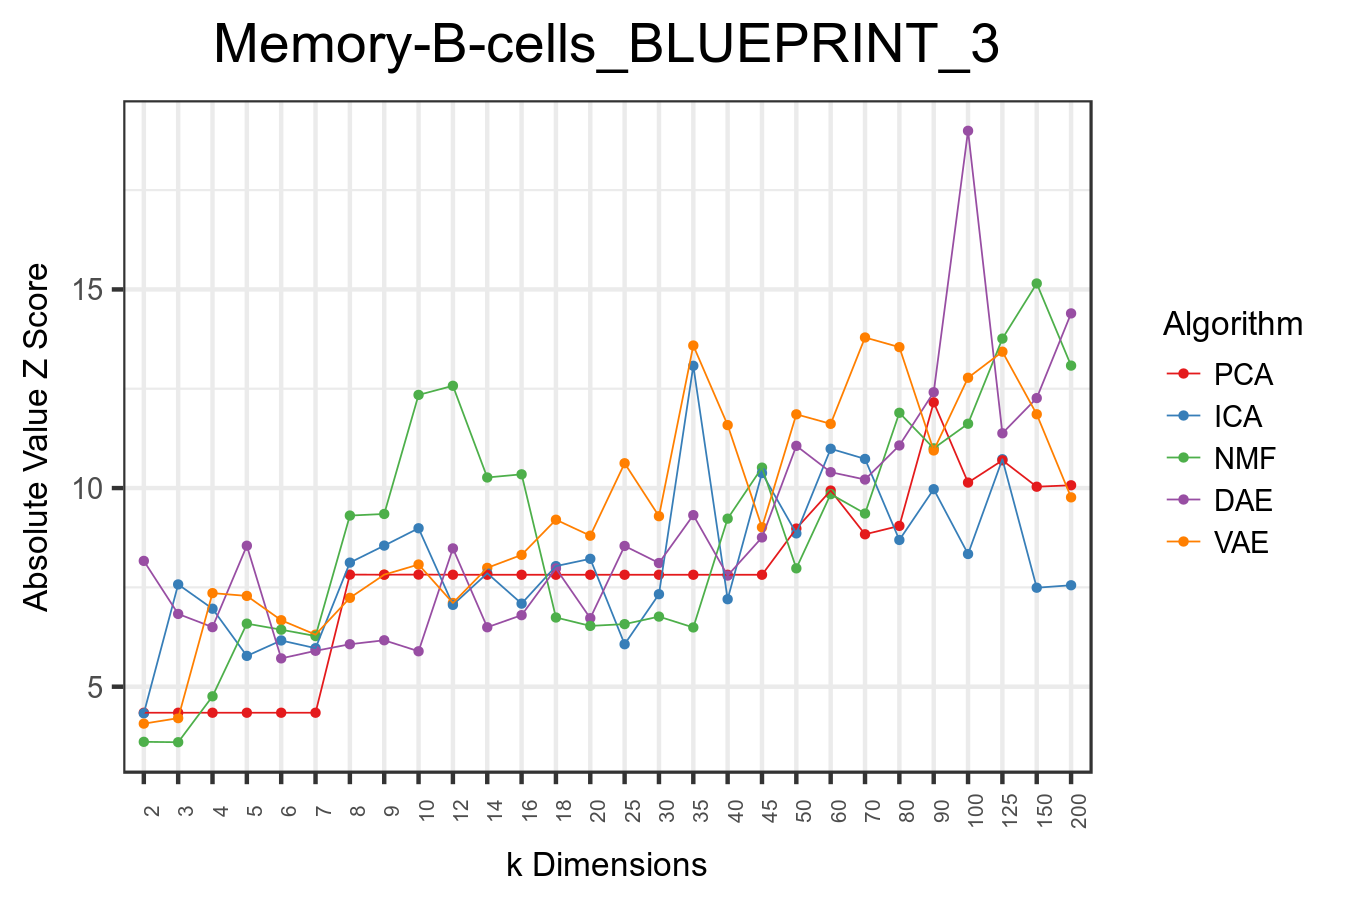 Memory-B-cells_BLUEPRINT_3
Absolute Value Z Score
15
10
5
2 3 4 5 6 7 8 9 10 12 14 16 18 20 25 30 35 40 45 50 60 70 80 90 100 125 150 200
k Dimensions
Algorithm
PCA
ICA
NMF
DAE
VAE